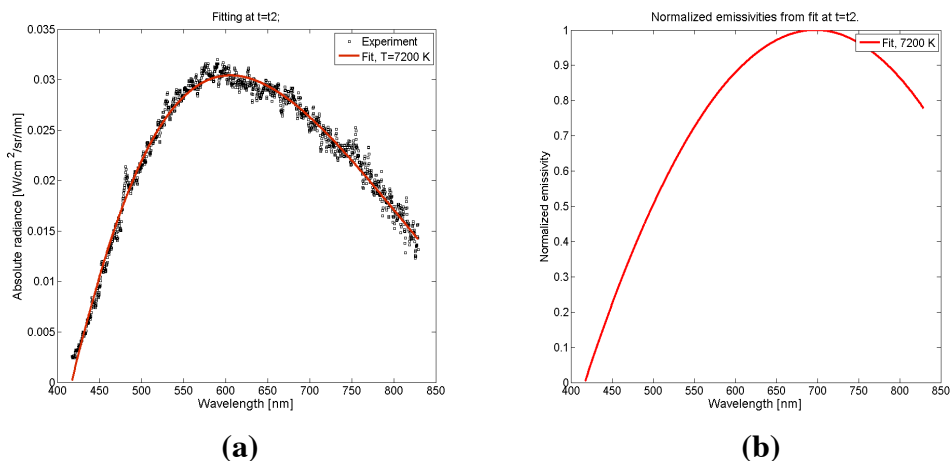 Fitting at t=t2;
0.035
0.03
0.025
0.02
0.015
0.01
0.005
0
Absolute radiance [W/cm^2/sr/nm]
Experiment
Fit, T=7200 K
400 450 500 550 600 650 700 750 800 850
Wavelength [nm]
(a)
Normalized emissivities from fit at t=t2.
1
0.9
0.8
0.7
0.6
0.5
0.4
0.3
0.2
0.1
0
Normalized emissivity
Fit, 7200 K
400 450 500 550 600 650 700 750 800 850
Wavelength [nm]
(b)